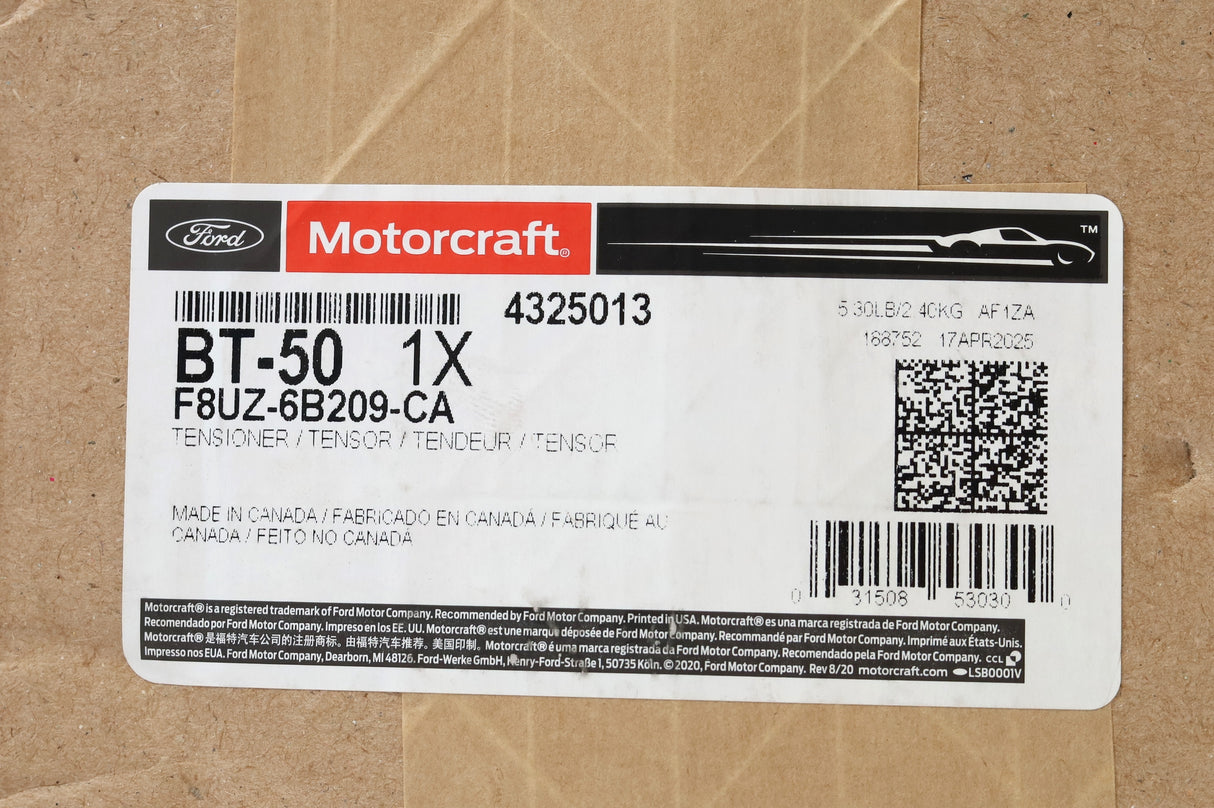 Ford Motorcraft® TM
4325013
5.30LB/2.40KG AF1ZA
BT-50 1X
188752 17APR2025
F8UZ-6B209-CA
TENSIONER / TENSOR / TENDEUR / TENSOR
MADE IN CANADA / FABRICADO EN CANADÁ / FABRIQUÉ AU
CANADA / FEITO NO CANADÁ
0 31508 53030 0
Motorcraft® is a registered trademark of Ford Motor Company. Recommended by Ford Motor Company. Printed in USA. Motorcraft® es una marca registrada de Ford Motor Company.
Recomendado por Ford Motor Company. Impreso en los EE. UU. Motorcraft® est une marque déposée de Ford Motor Company. Recommandé par Ford Motor Company. Imprimé aux États-Unis.
Motorcraft® 是福特汽车公司的注册商标。由福特汽车推荐。美国印制。Motorcraft® é uma marca registrada da Ford Motor Company. Recomendado pela Ford Motor Company. CCL
Impresso nos EUA. Ford Motor Company, Dearborn, MI 48126. Ford-Werke GmbH, Henry-Ford-Straße 1, 50735 Köln. © 2020, Ford Motor Company. Rev 8/20 motorcraft.com LSB0001V